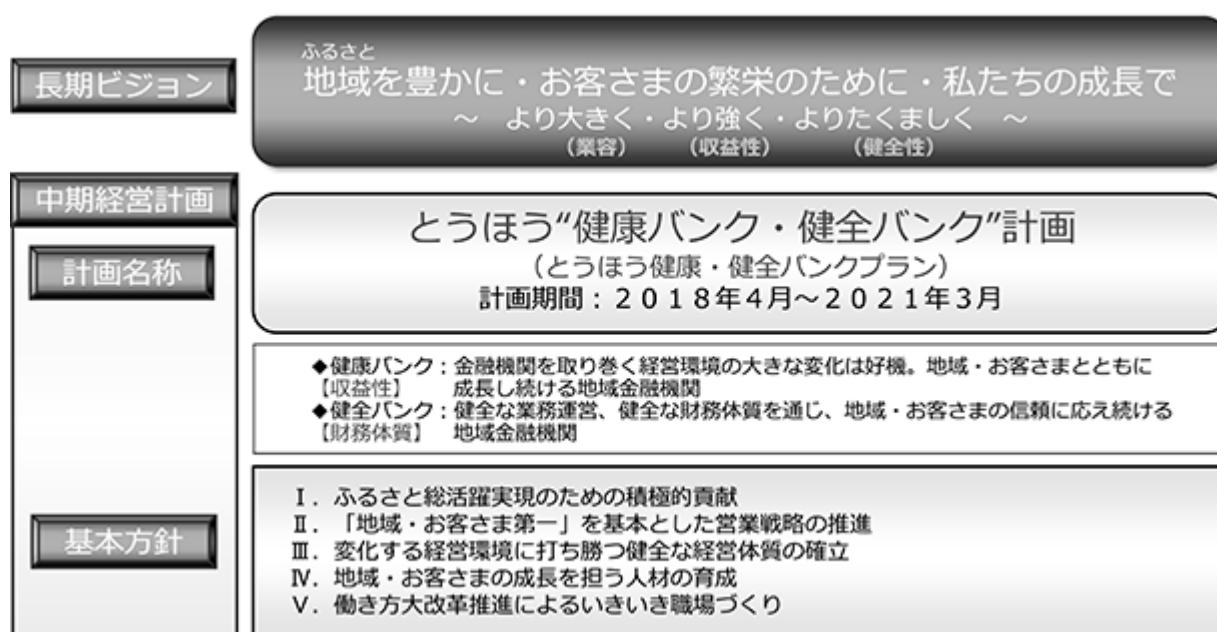 長期ビジョン
ふるさと
地域を豊かに・お客さまの繁栄のために・私たちの成長で
～ より大きく・より強く・よりたくましく ～
（業容） （収益性） （健全性）
中期経営計画
計画名称
とうほう“健康バンク・健全バンク”計画
（とうほう健康・健全バンクプラン）
計画期間：２０１８年４月～２０２１年３月
◆健康バンク：金融機関を取り巻く経営環境の大きな変化は好機。地域・お客さまとともに
【収益性】 成長し続ける地域金融機関
◆健全バンク：健全な業務運営、健全な財務体質を通じ、地域・お客さまの信頼に応え続ける
【財務体質】 地域金融機関
基本方針
Ⅰ．ふるさと総活躍実現のための積極的貢献
Ⅱ．「地域・お客さま第一」を基本とした営業戦略の推進
Ⅲ．変化する経営環境に打ち勝つ健全な経営体質の確立
Ⅳ．地域・お客さまの成長を担う人材の育成
Ⅴ．働き方大改革推進によるいきいき職場づくり